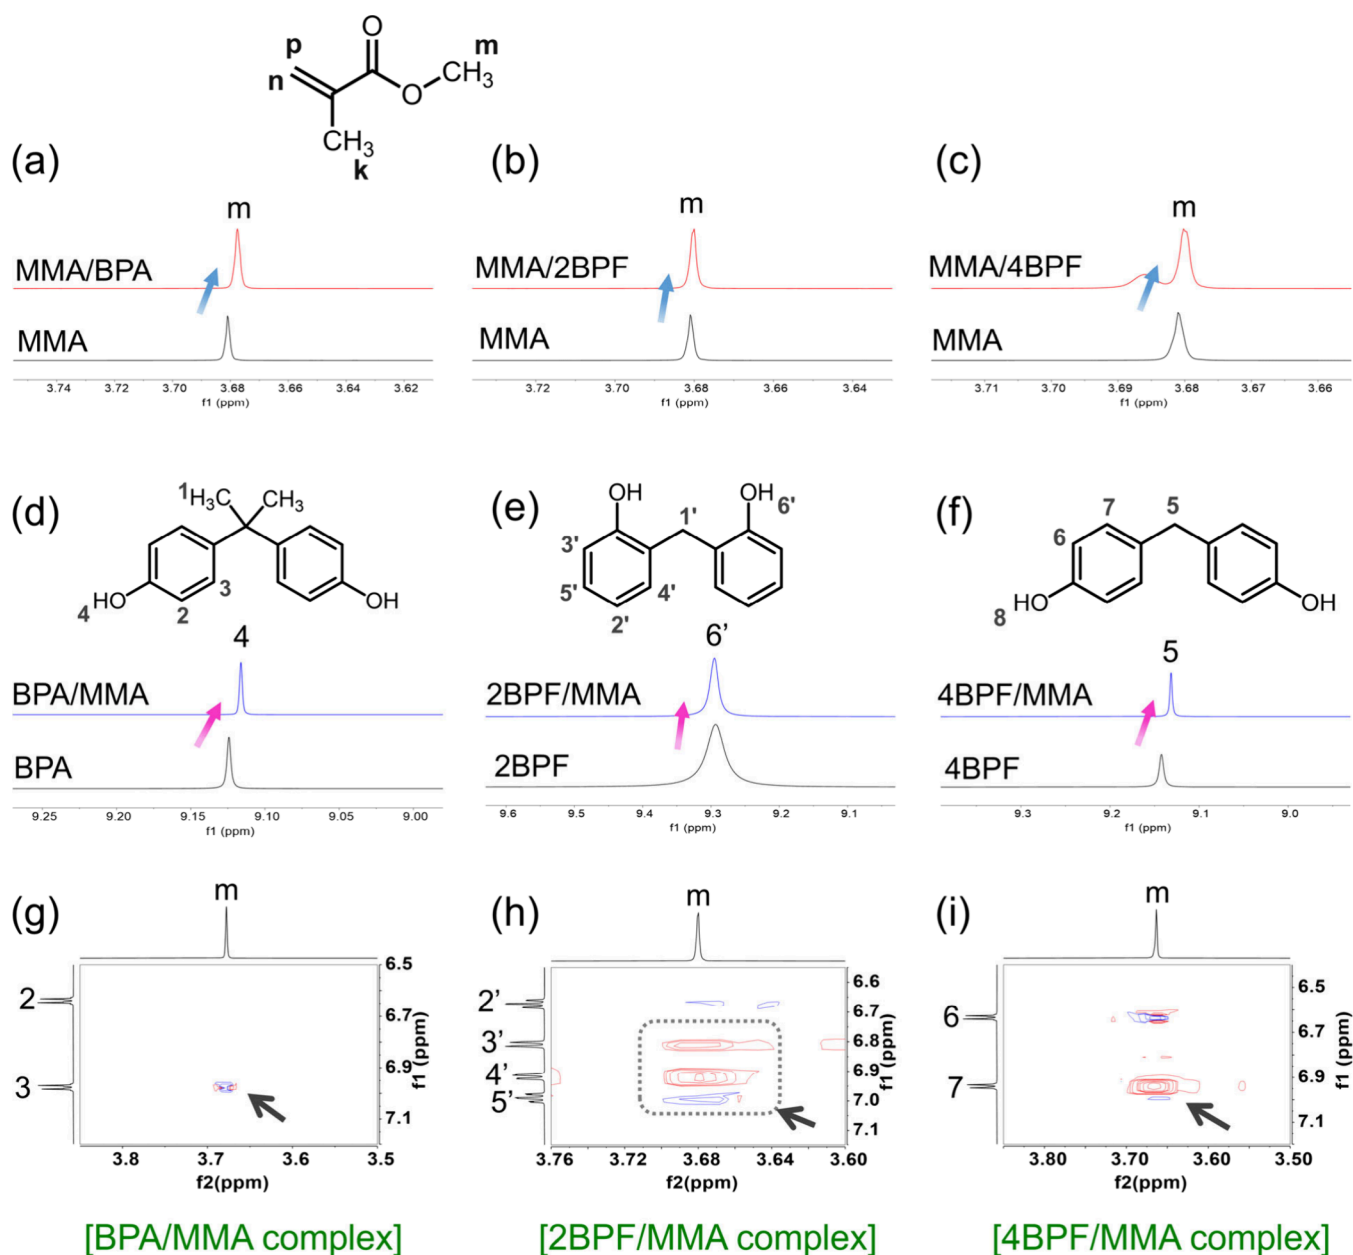 p
n
O
m
CH3
O
CH3
k
(a)
m
MMA/BPA
MMA
3.74 3.72 3.70 3.68 3.66 3.64 3.62
f1 (ppm)
(b)
m
MMA/2BPF
MMA
3.72 3.70 3.68 3.66 3.64
f1 (ppm)
(c)
m
MMA/4BPF
MMA
3.71 3.70 3.69 3.68 3.67 3.66
f1 (ppm)
(d)
1 H3C CH3
3
HO OH
4 2
4
BPA/MMA
BPA
9.25 9.20 9.15 9.10 9.05 9.00
f1 (ppm)
(e)
OH OH
1' 6'
3'
5' 4'
2'
6’
2BPF/MMA
2BPF
9.6 9.5 9.4 9.3 9.2 9.1
f1 (ppm)
(f)
7 5
6
HO OH
8
5
4BPF/MMA
4BPF
9.3 9.2 9.1 9.0
f1 (ppm)
(g)
m
2
3
6.5
6.7
6.9
7.1
f1 (ppm)
3.8 3.7 3.6 3.5
f2(ppm)
[BPA/MMA complex]
(h)
m
2’
3’
4’
5’
6.6
6.7
6.8
6.9
7.0
7.1
f1 (ppm)
3.76 3.72 3.68 3.64 3.60
f2(ppm)
[2BPF/MMA complex]
(i)
m
6
7
6.5
6.7
6.9
7.1
f1 (ppm)
3.80 3.70 3.60 3.50
f2(ppm)
[4BPF/MMA complex]